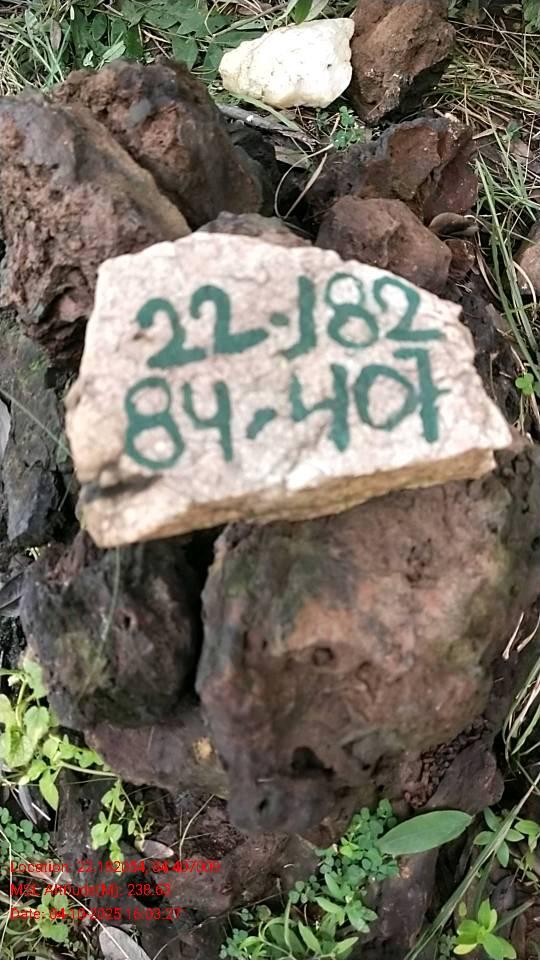 22.182
84.407
Location: 22.182054, 84.407009
MSL Altitude(M): 238.63
Date: 04-10-2025 16:03:27